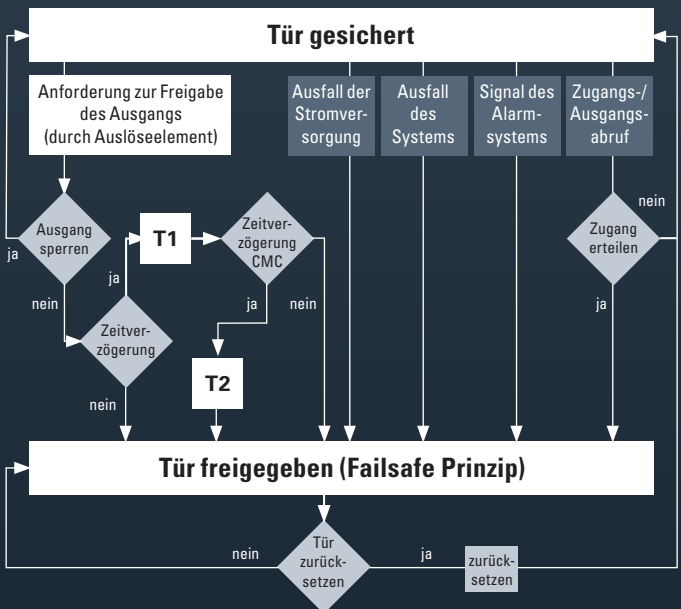 Tür gesichert
Anforderung zur Freigabe
des Ausgangs
(durch Auslöseelement)
Ausfall der
Stromver-
sorgung
Ausfall
des
Systems
Signal des
Alarm-
systems
Zugangs-/
Ausgangs-
abruf
Ausgang
sperren
ja
nein
T1
ja
Zeitver-
zögerung
CMC
ja
nein
Zugang
erteilen
nein
ja
Zeitver-
zögerung
nein
T2
Tür freigegeben (Failsafe Prinzip)
nein
Tür
zurück-
setzen
ja
zurück-
setzen